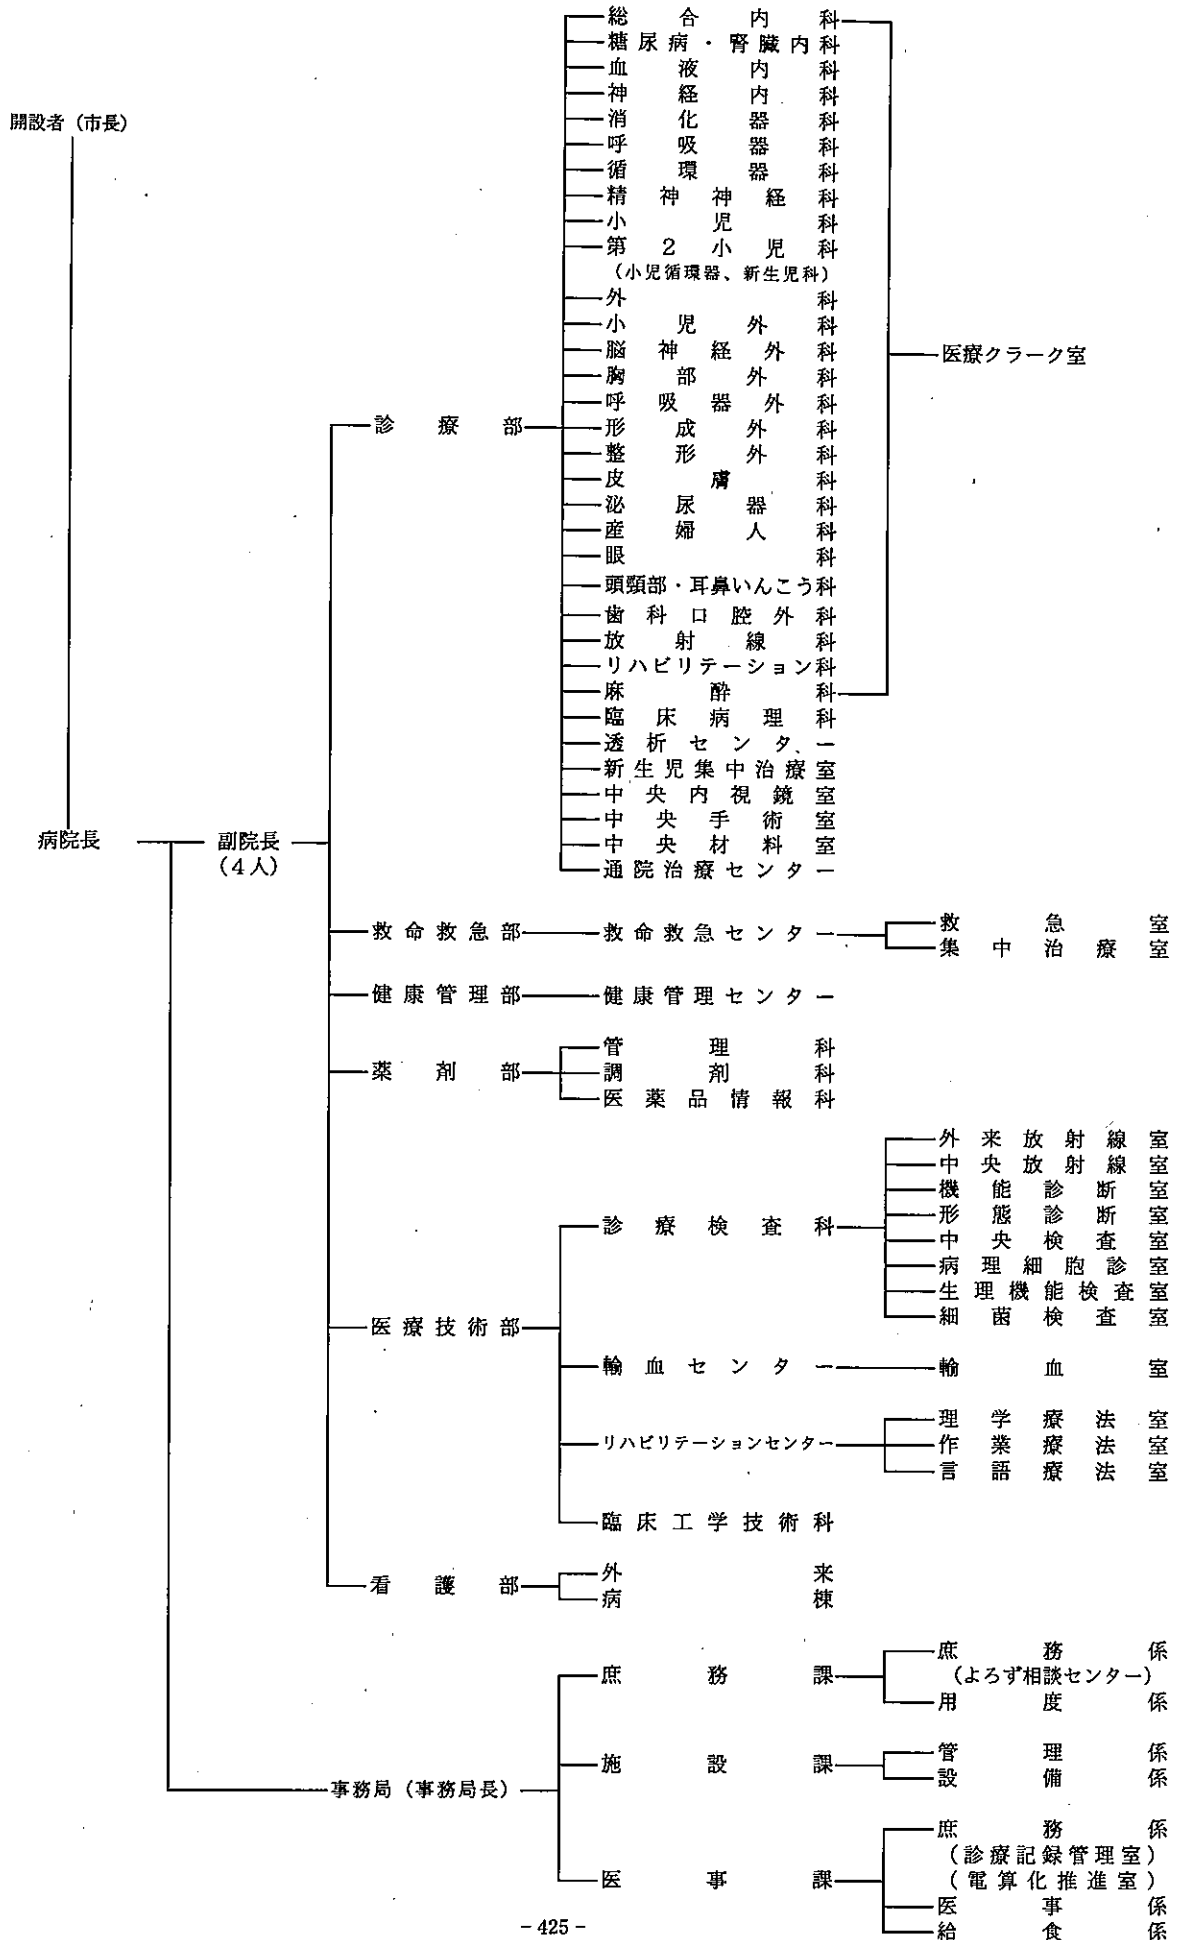 総合内科
糖尿病・腎臓内科
血液内科
神経内科
開設者（市長）
消化器科
呼吸器科
循環器科
精神神経科
小児科
第２小児科
（小児循環器、新生児科）
外科
小児外科
脳神経外科
医療クラーク室
胸部外科
呼吸器外科
診療部
形成外科
整形外科
皮膚科
泌尿器科
産婦人科
眼科
頭頸部・耳鼻いんこう科
歯科口腔外科
放射線科
リハビリテーション科
麻酔科
臨床病理科
透析センター
新生児集中治療室
中央内視鏡室
中央手術室
病院長
副院長
（４人）
中央材料室
通院治療センター
救命救急部
救命救急センター
救急室
集中治療室
健康管理部
健康管理センター
薬剤部
管理科
調剤科
医薬品情報科
外来放射線室
中央放射線室
機能診断室
形態診断室
診療検査科
中央検査室
病理細胞診室
生理機能検査室
細菌検査室
医療技術部
輸血センター
輸血室
理学療法室
リハビリテーションセンター
作業療法室
言語療法室
臨床工学技術科
看護部
外来
病棟
庶務係
庶務課
（よろず相談センター）
用度係
施設課
管理係
設備係
事務局（事務局長）
庶務係
（診療記録管理室）
医事課
（電算化推進室）
医事係
給食係
- 425 -